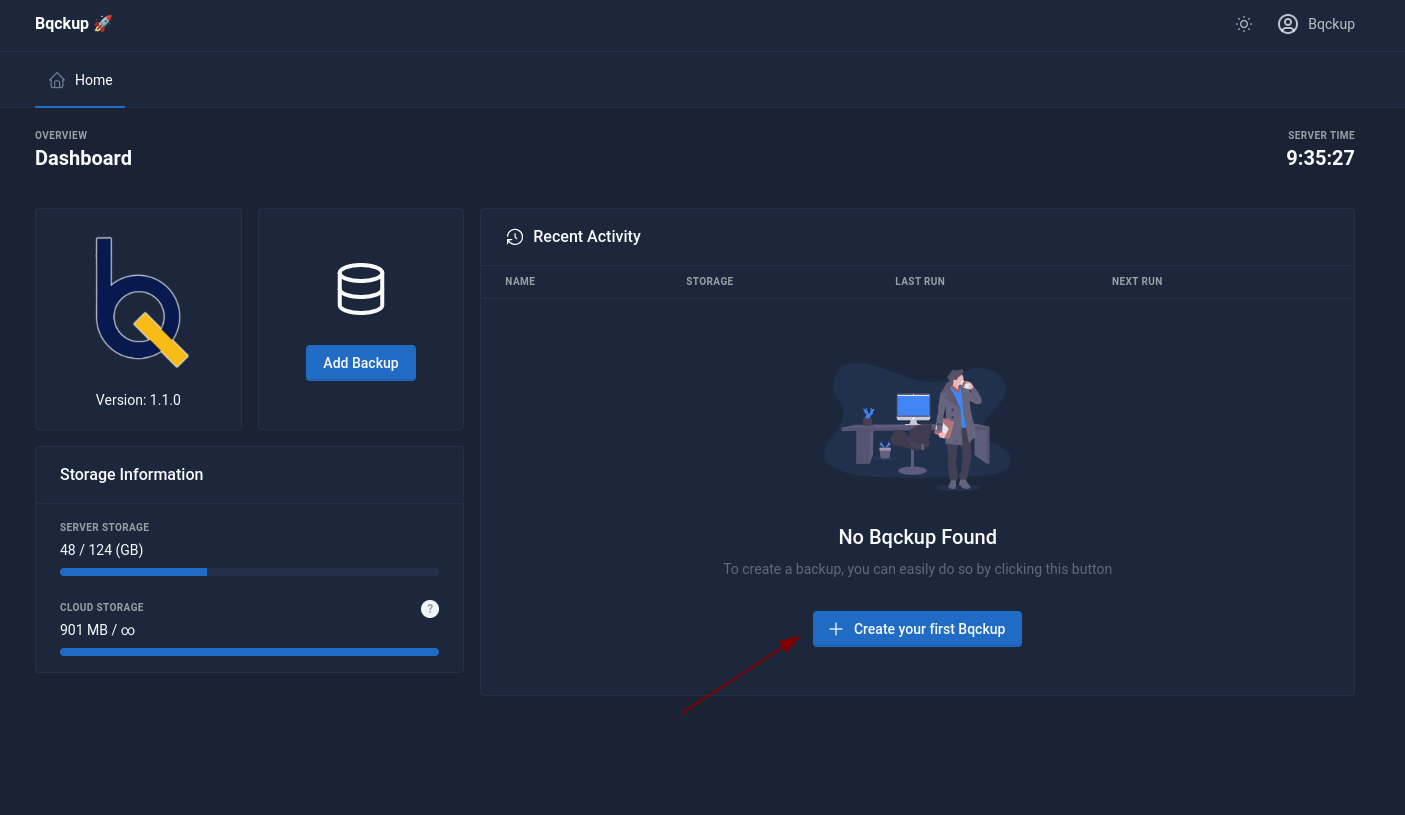 Bqckup 🚀
Bqckup
Home
OVERVIEW
Dashboard
SERVER TIME
9:35:27
Version: 1.1.0
Add Backup
Recent Activity
NAME STORAGE LAST RUN NEXT RUN
No Bqckup Found
To create a backup, you can easily do so by clicking this button
Create your first Bqckup
Storage Information
SERVER STORAGE
48 / 124 (GB)
CLOUD STORAGE ?
901 MB / ∞